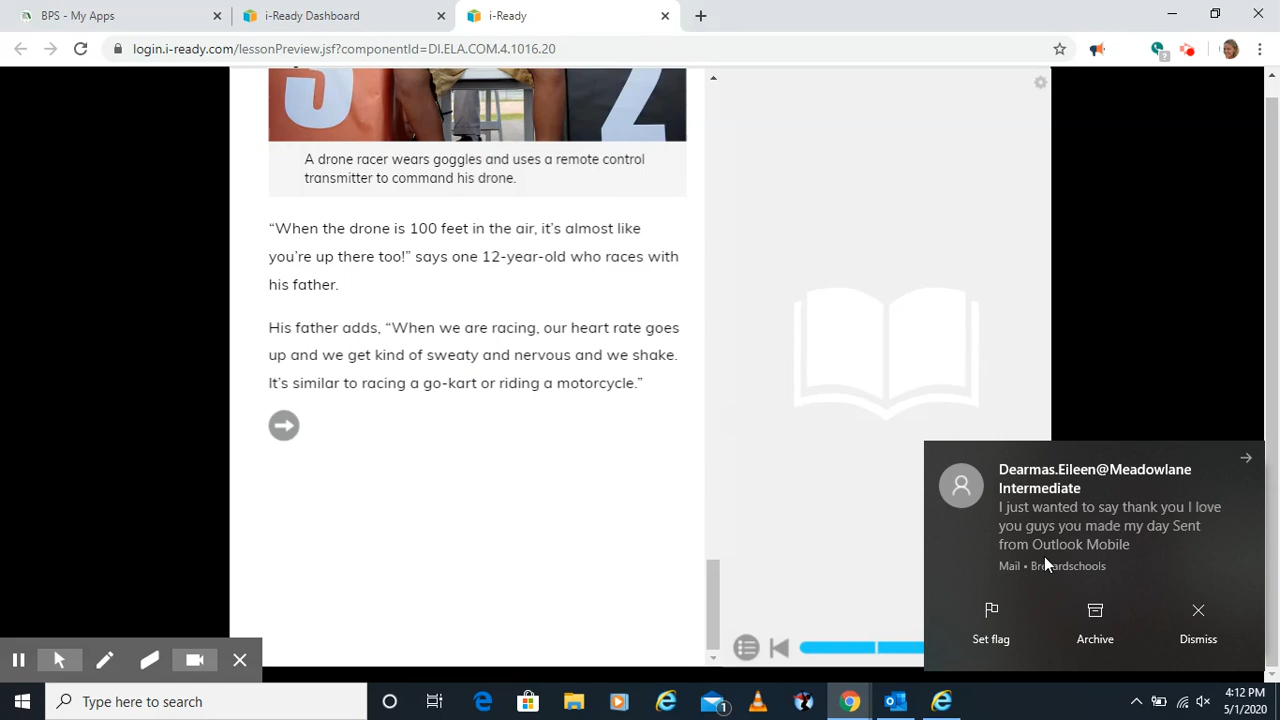 BPS - My Apps
i-Ready Dashboard
i-Ready
login.i-ready.com/lessonPreview.jsf?componentId=DI.ELA.COM.4.1016.20
3 2
A drone racer wears goggles and uses a remote control
transmitter to command his drone.
“When the drone is 100 feet in the air, it’s almost like
you’re up there too!” says one 12-year-old who races with
his father.
His father adds, “When we are racing, our heart rate goes
up and we get kind of sweaty and nervous and we shake.
It’s similar to racing a go-kart or riding a motorcycle.”
Dearmas.Eileen@Meadowlane
Intermediate
I just wanted to say thank you I love
you guys you made my day Sent
from Outlook Mobile
Mail •
Set flag
Archive
Dismiss
Type here to search
1
4:12 PM
5/1/2020